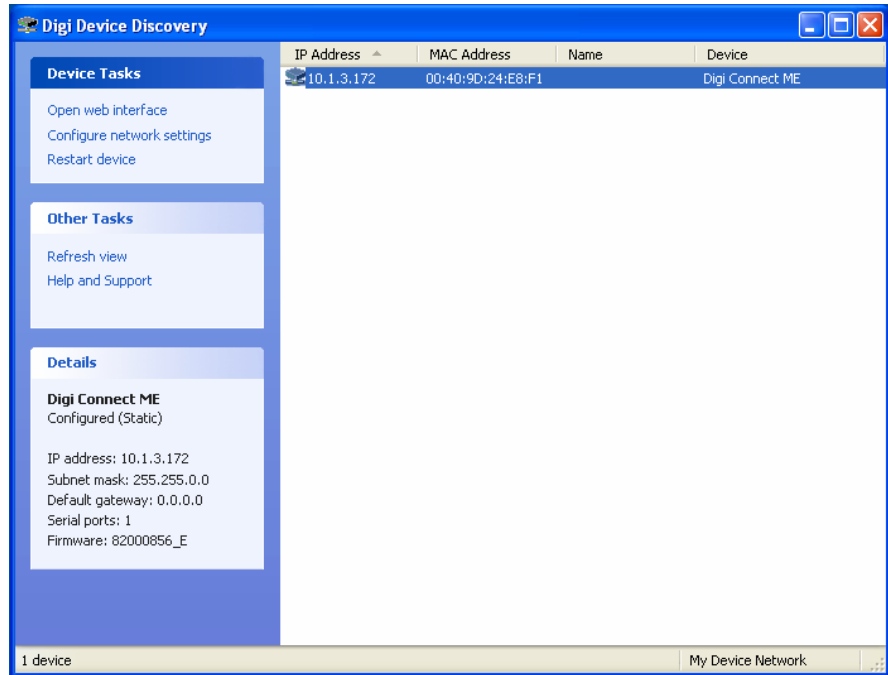 Digi Device Discovery
Device Tasks
Open web interface
Configure network settings
Restart device
Other Tasks
Refresh view
Help and Support
Details
Digi Connect ME
Configured (Static)
IP address: 10.1.3.172
Subnet mask: 255.255.0.0
Default gateway: 0.0.0.0
Serial ports: 1
Firmware: 82000856_E
IP Address MAC Address Name Device
10.1.3.172 00:40:9D:24:E8:F1 Digi Connect ME
1 device My Device Network